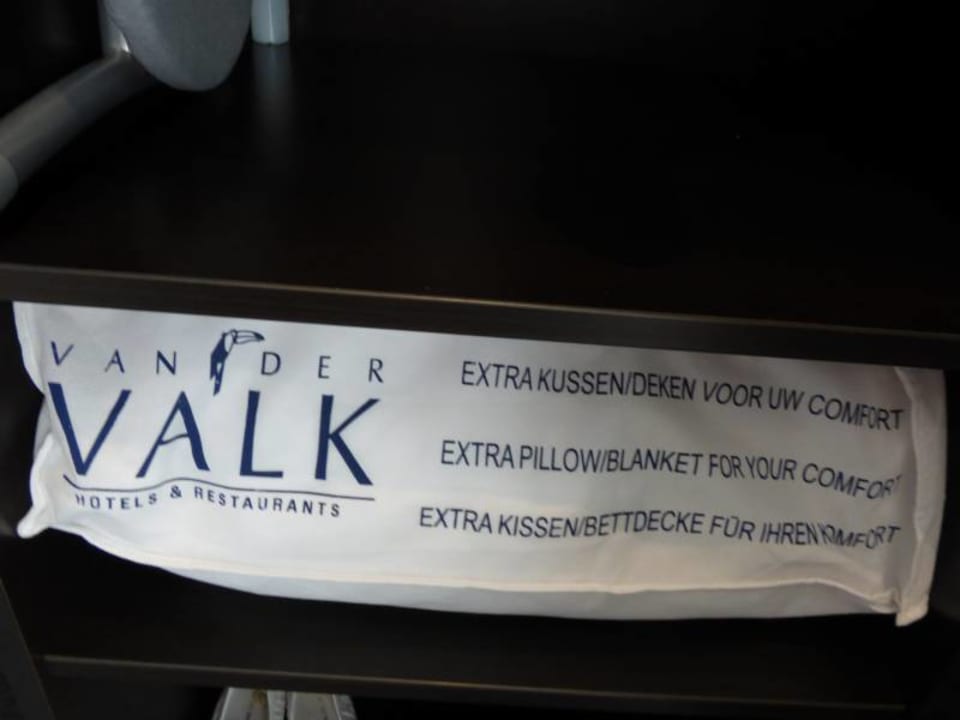 VAN DER
VALK
HOTELS & RESTAURANTS
EXTRA KUSSEN/DEKEN VOOR UW COMFORT
EXTRA PILLOW/BLANKET FOR YOUR COMFORT
EXTRA KISSEN/BETTDECKE FÜR IHREN KOMFORT